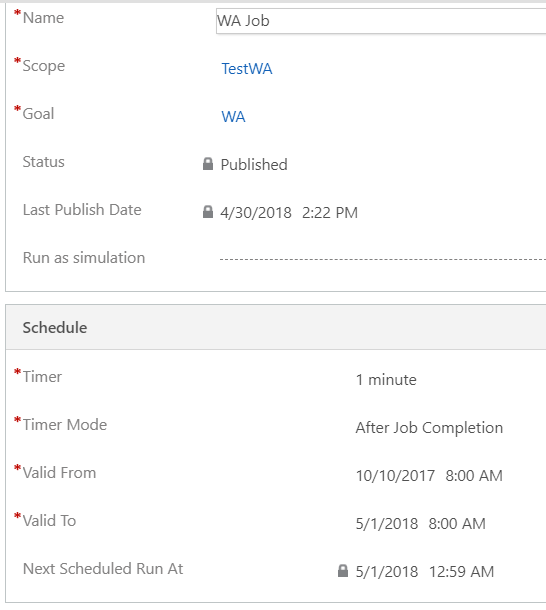 *Name WA Job
*Scope TestWA
*Goal WA
Status Published
Last Publish Date 4/30/2018 2:22 PM
Run as simulation
Schedule
*Timer 1 minute
*Timer Mode After Job Completion
*Valid From 10/10/2017 8:00 AM
*Valid To 5/1/2018 8:00 AM
Next Scheduled Run At 5/1/2018 12:59 AM